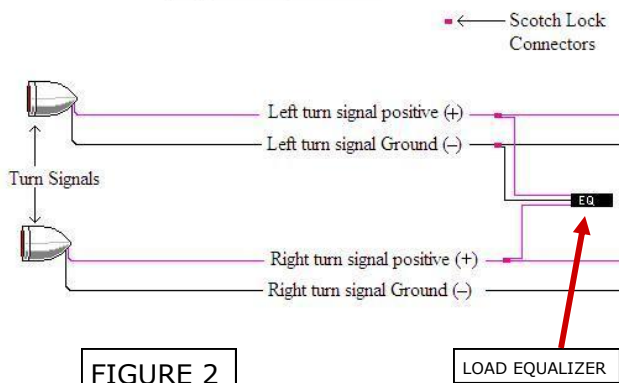 Scotch Lock
Connectors
Left turn signal positive (+)
Left turn signal Ground (–)
Turn Signals
EQ
Right turn signal positive (+)
Right turn signal Ground (–)
FIGURE 2
LOAD EQUALIZER